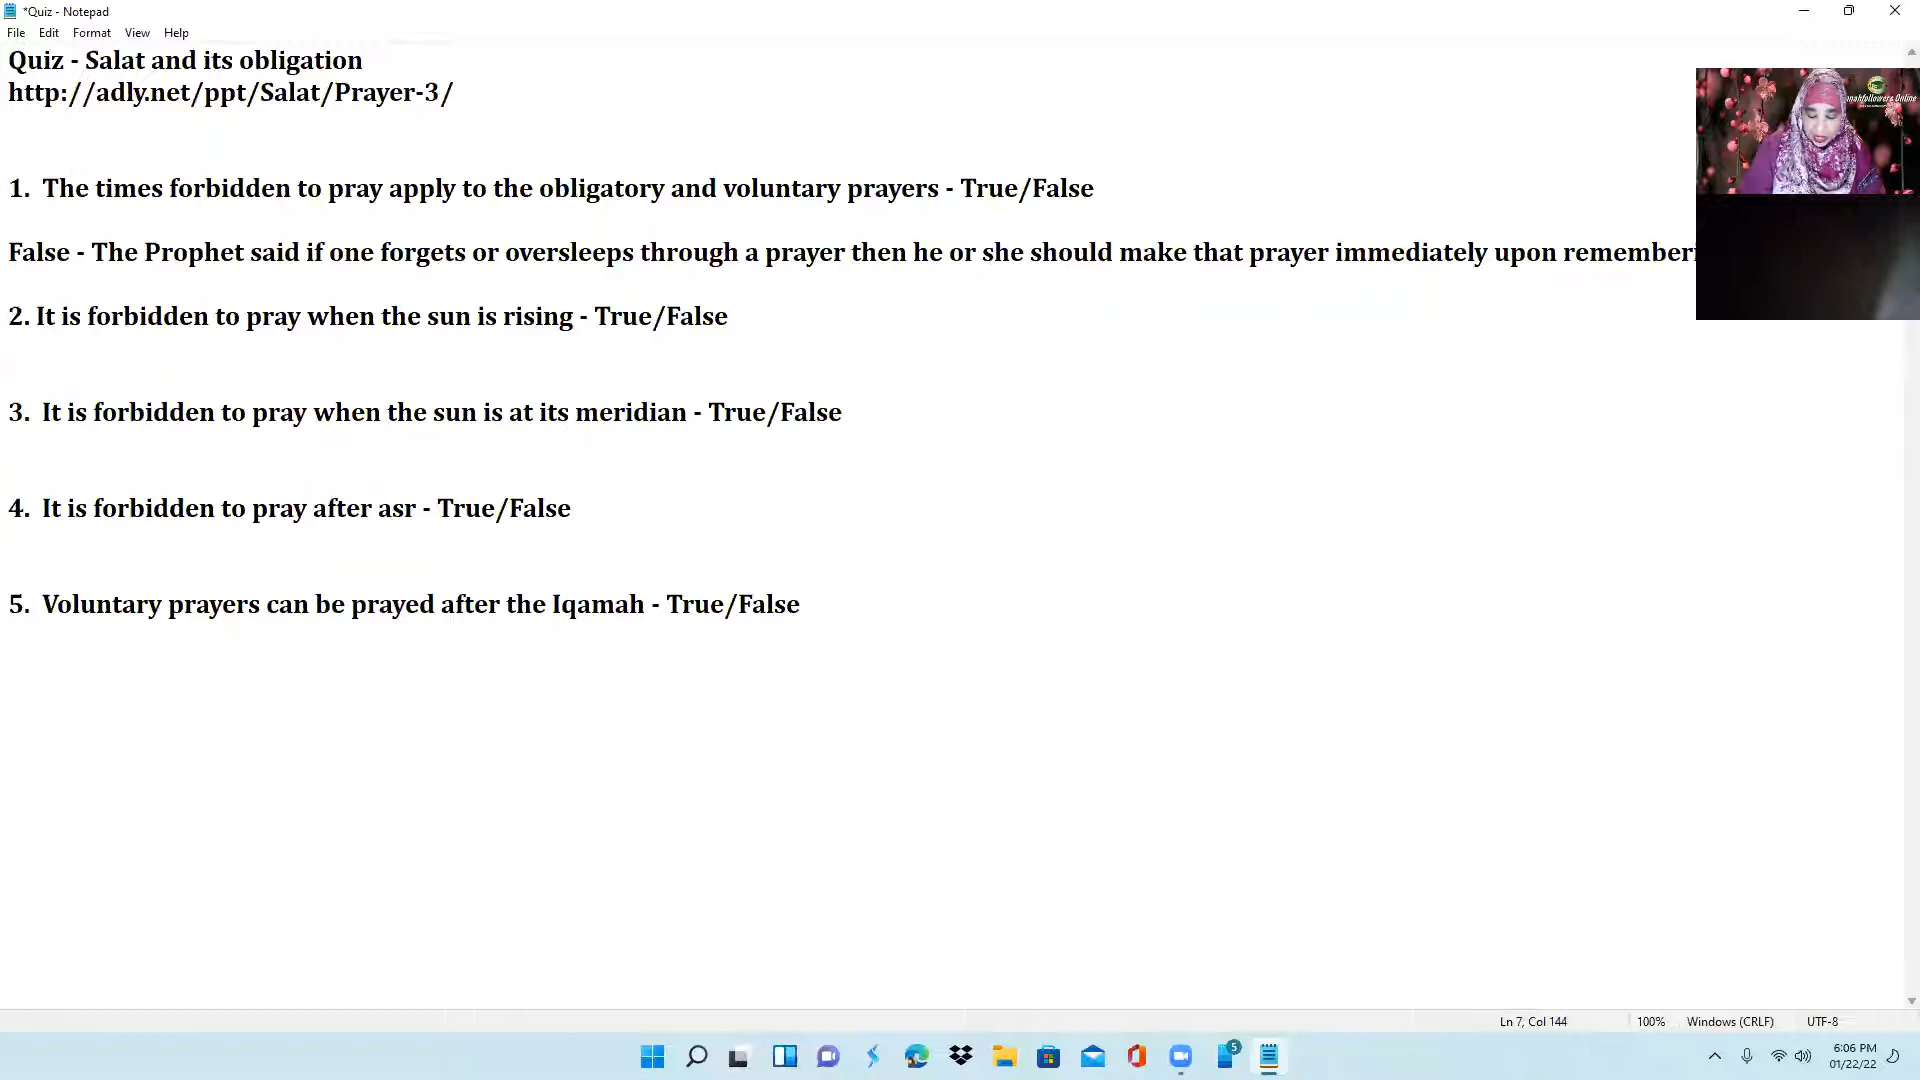 *Quiz - Notepad
File Edit Format View Help
Quiz - Salat and its obligation
http://adly.net/ppt/Salat/Prayer-3/
1. The times forbidden to pray apply to the obligatory and voluntary prayers - True/False
False - The Prophet said if one forgets or oversleeps through a prayer then he or she should make that prayer immediately upon rememberi
2. It is forbidden to pray when the sun is rising - True/False
3. It is forbidden to pray when the sun is at its meridian - True/False
4. It is forbidden to pray after asr - True/False
5. Voluntary prayers can be prayed after the Iqamah - True/False
nahfollowers Online
Ln 7, Col 144 100% Windows (CRLF) UTF-8
5
6:06 PM
01/22/22